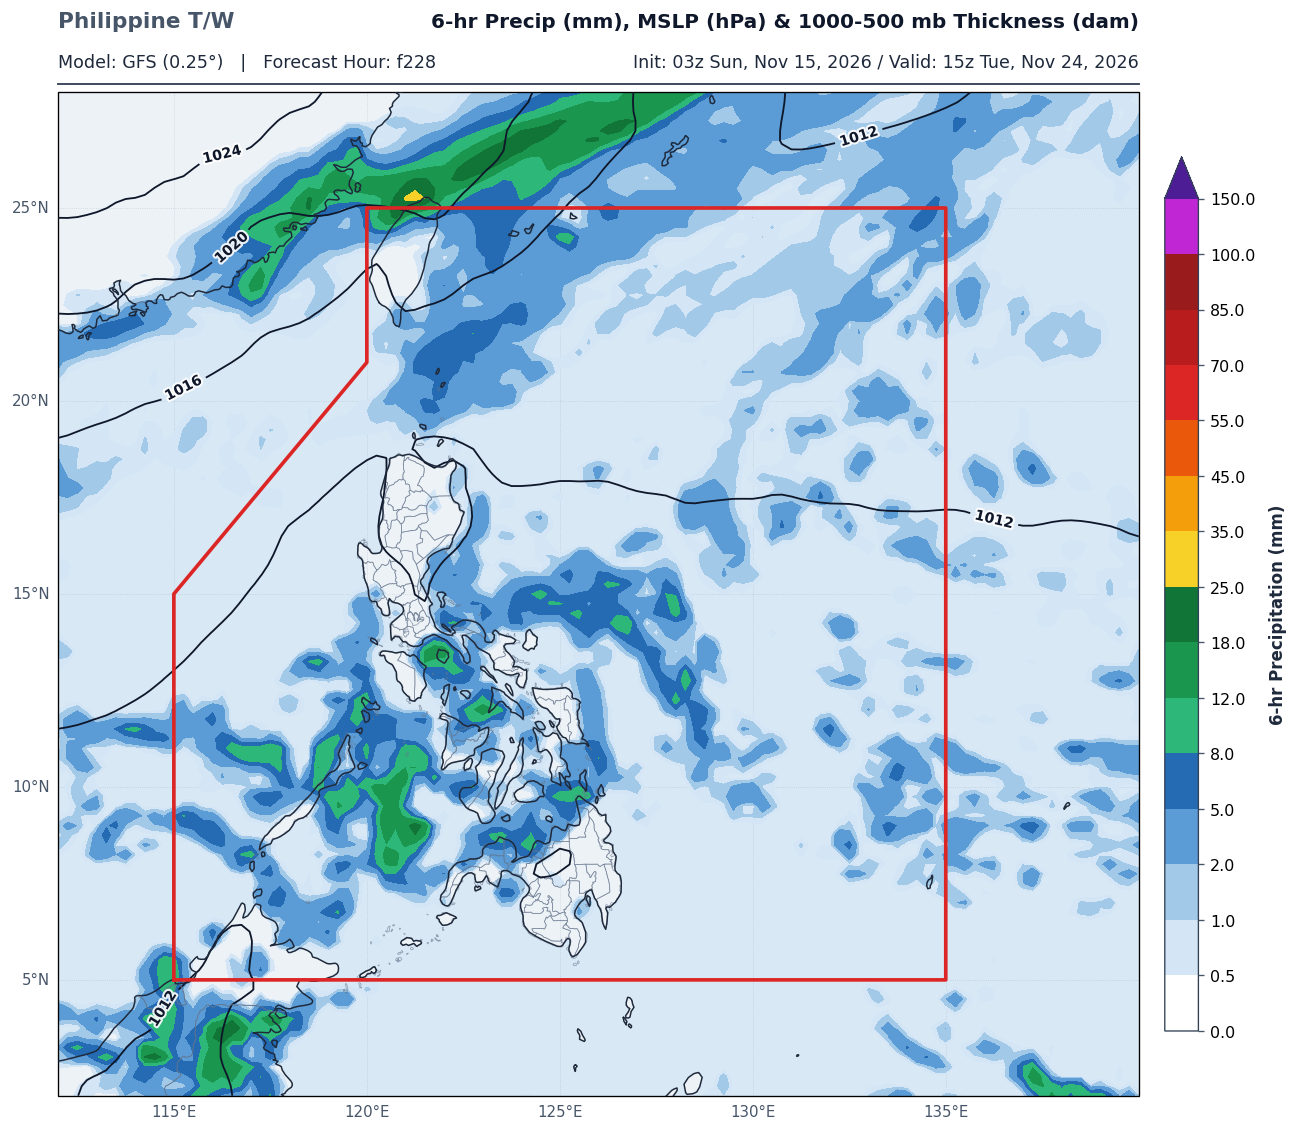 Philippine T/W
6-hr Precip (mm), MSLP (hPa) & 1000-500 mb Thickness (dam)
Model: GFS (0.25°) | Forecast Hour: f228
Init: 03z Sun, Nov 15, 2026 / Valid: 15z Tue, Nov 24, 2026
1024
1012
1020
1016
1012
1012
25°N
20°N
15°N
10°N
5°N
115°E
120°E
125°E
130°E
135°E
150.0
100.0
85.0
70.0
55.0
45.0
35.0
25.0
18.0
12.0
8.0
5.0
2.0
1.0
0.5
0.0
6-hr Precipitation (mm)